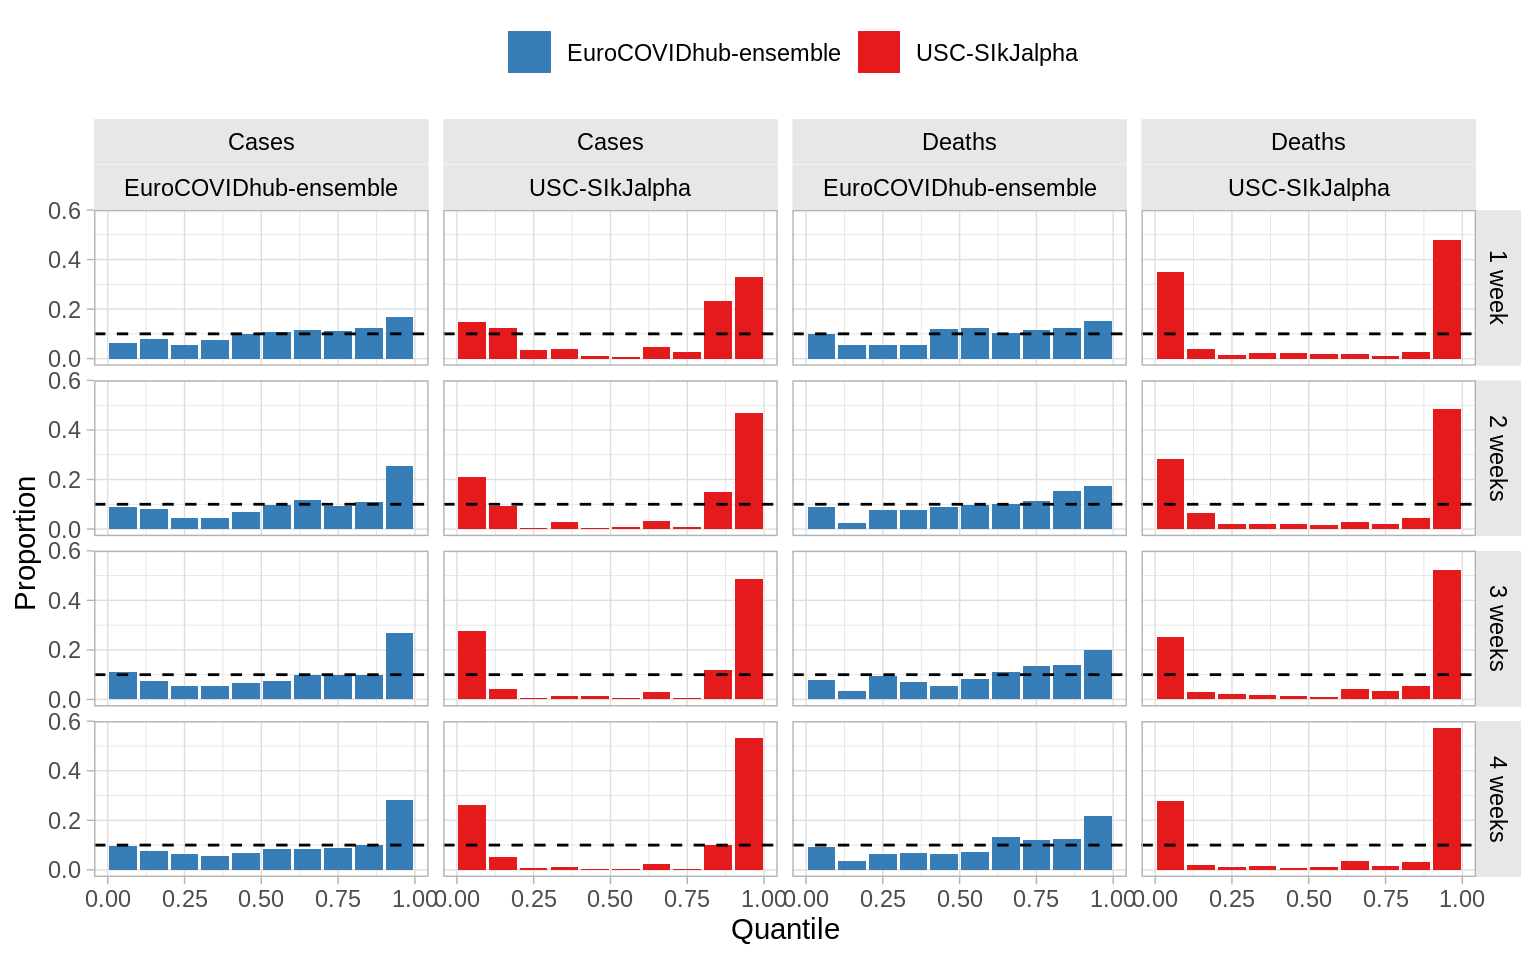 EuroCOVIDhub-ensemble USC-SIkJalpha
Cases Cases Deaths Deaths
EuroCOVIDhub-ensemble USC-SIkJalpha EuroCOVIDhub-ensemble USC-SIkJalpha
0.6
0.4
0.2
0.0
1 week
0.6
0.4
0.2
0.0
2 weeks
0.6
0.4
0.2
0.0
3 weeks
0.6
0.4
0.2
0.0
4 weeks
Proportion
0.00 0.25 0.50 0.75 1.00 0.00 0.25 0.50 0.75 1.00 0.00 0.25 0.50 0.75 1.00 0.00 0.25 0.50 0.75 1.00
Quantile